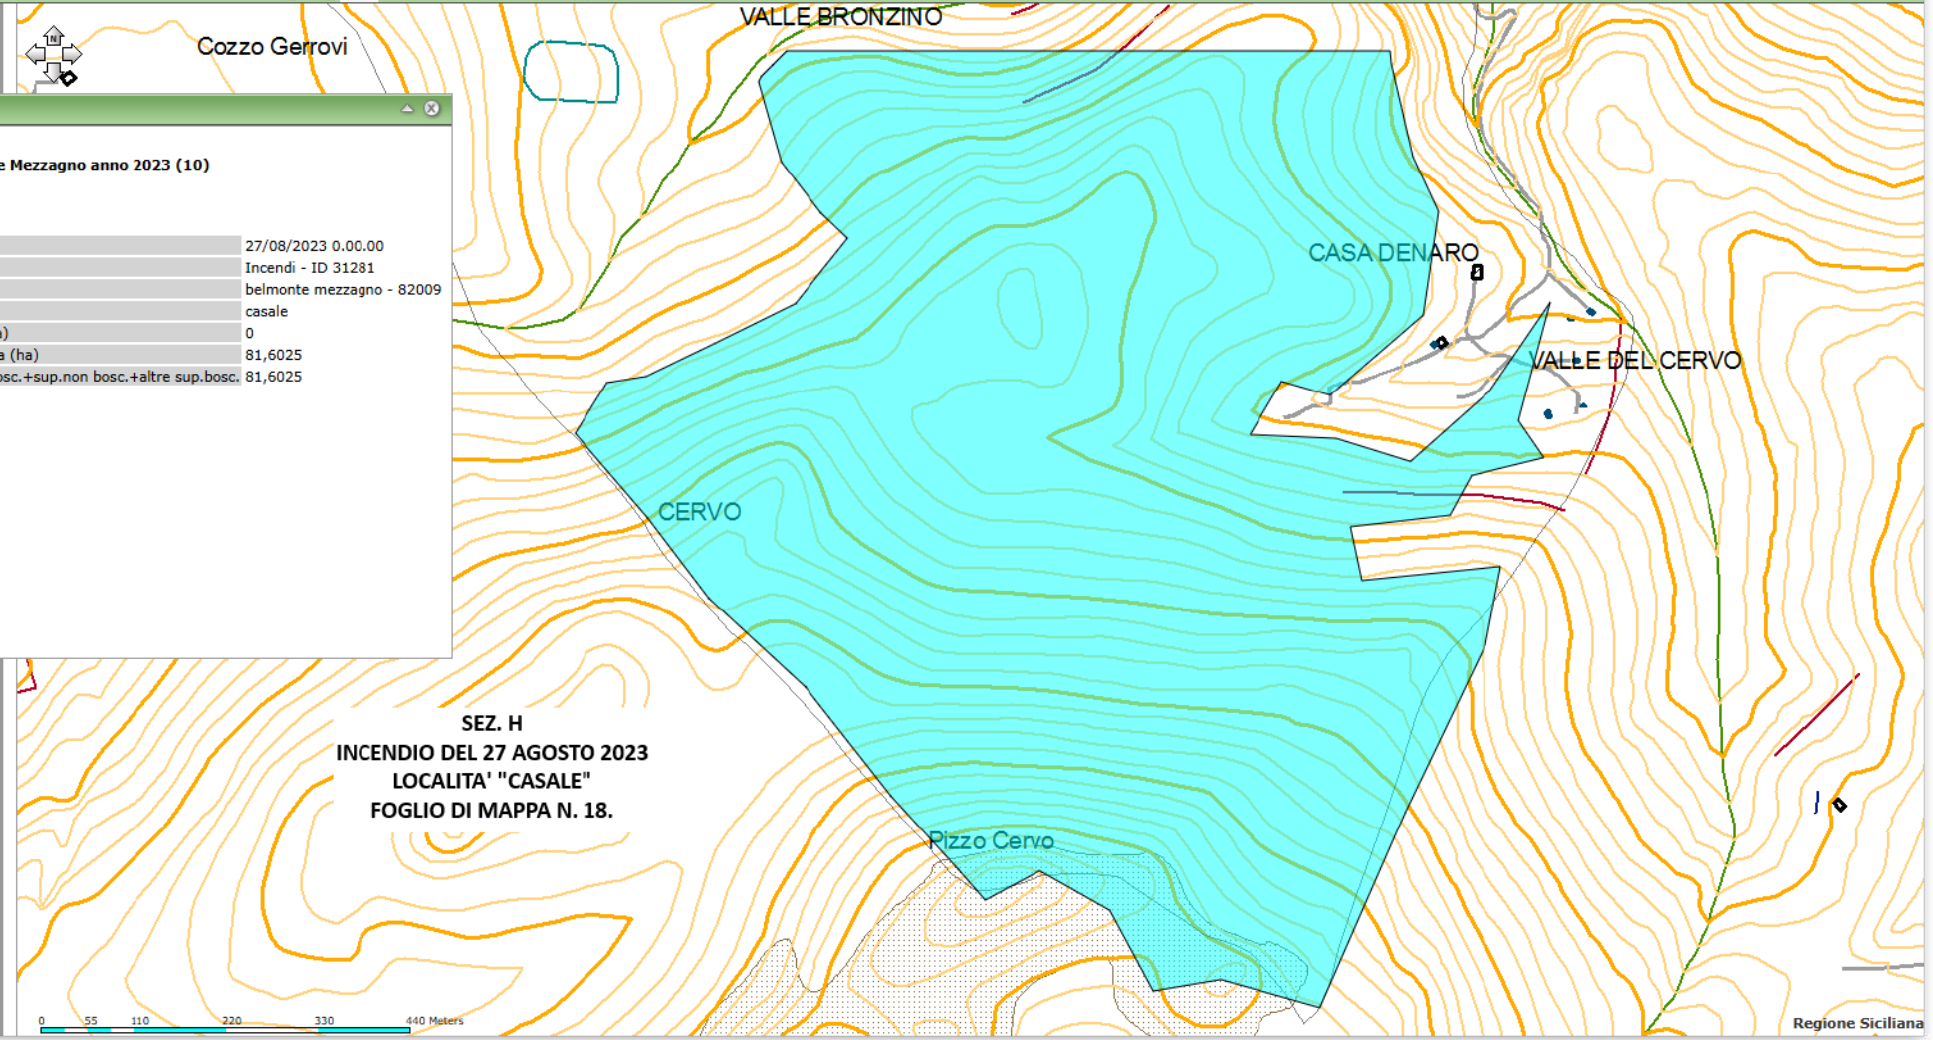 VALLE BRONZINO
Cozzo Gerrovi
N
e Mezzagno anno 2023 (10)
27/08/2023 0.00.00
Incendi - ID 31281
belmonte mezzagno - 82009
casale
a) 0
a (ha) 81,6025
osc.+sup.non bosc.+altre sup.bosc. 81,6025
CASA DENARO
VALLE DEL CERVO
CERVO
SEZ. H
INCENDIO DEL 27 AGOSTO 2023
LOCALITA' "CASALE"
FOGLIO DI MAPPA N. 18.
Pizzo Cervo
0 55 110 220 330 440 Meters
Regione Siciliana